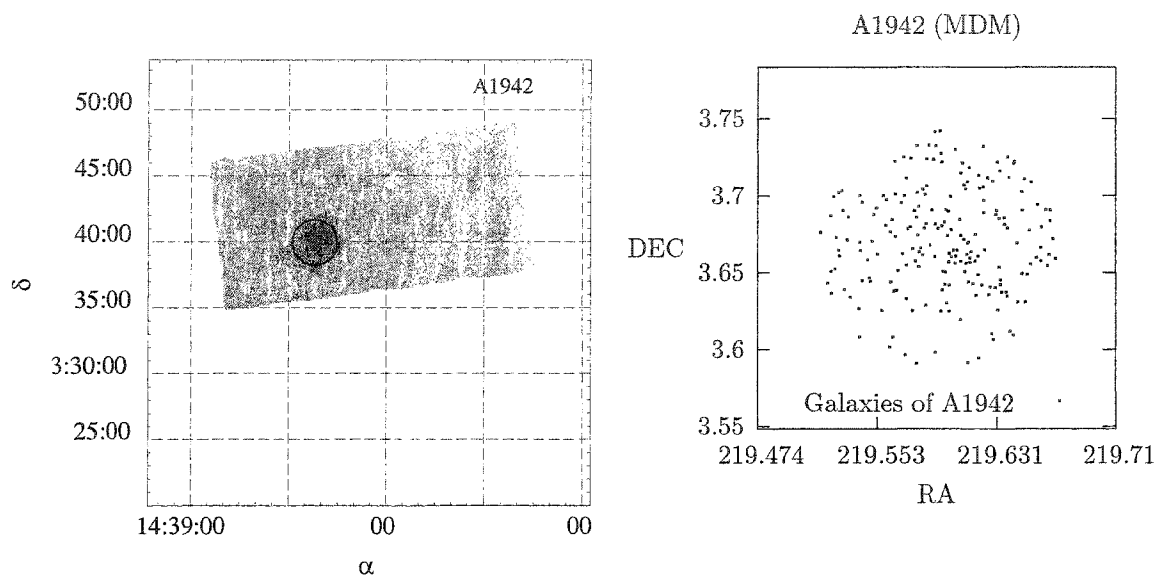 A1942
50:00
45:00
40:00
35:00
3:30:00
25:00
δ
14:39:00 00 00
α
A1942 (MDM)
3.75
3.7
3.65
3.6
3.55
DEC
Galaxies of A1942
219.474 219.553 219.631 219.71
RA